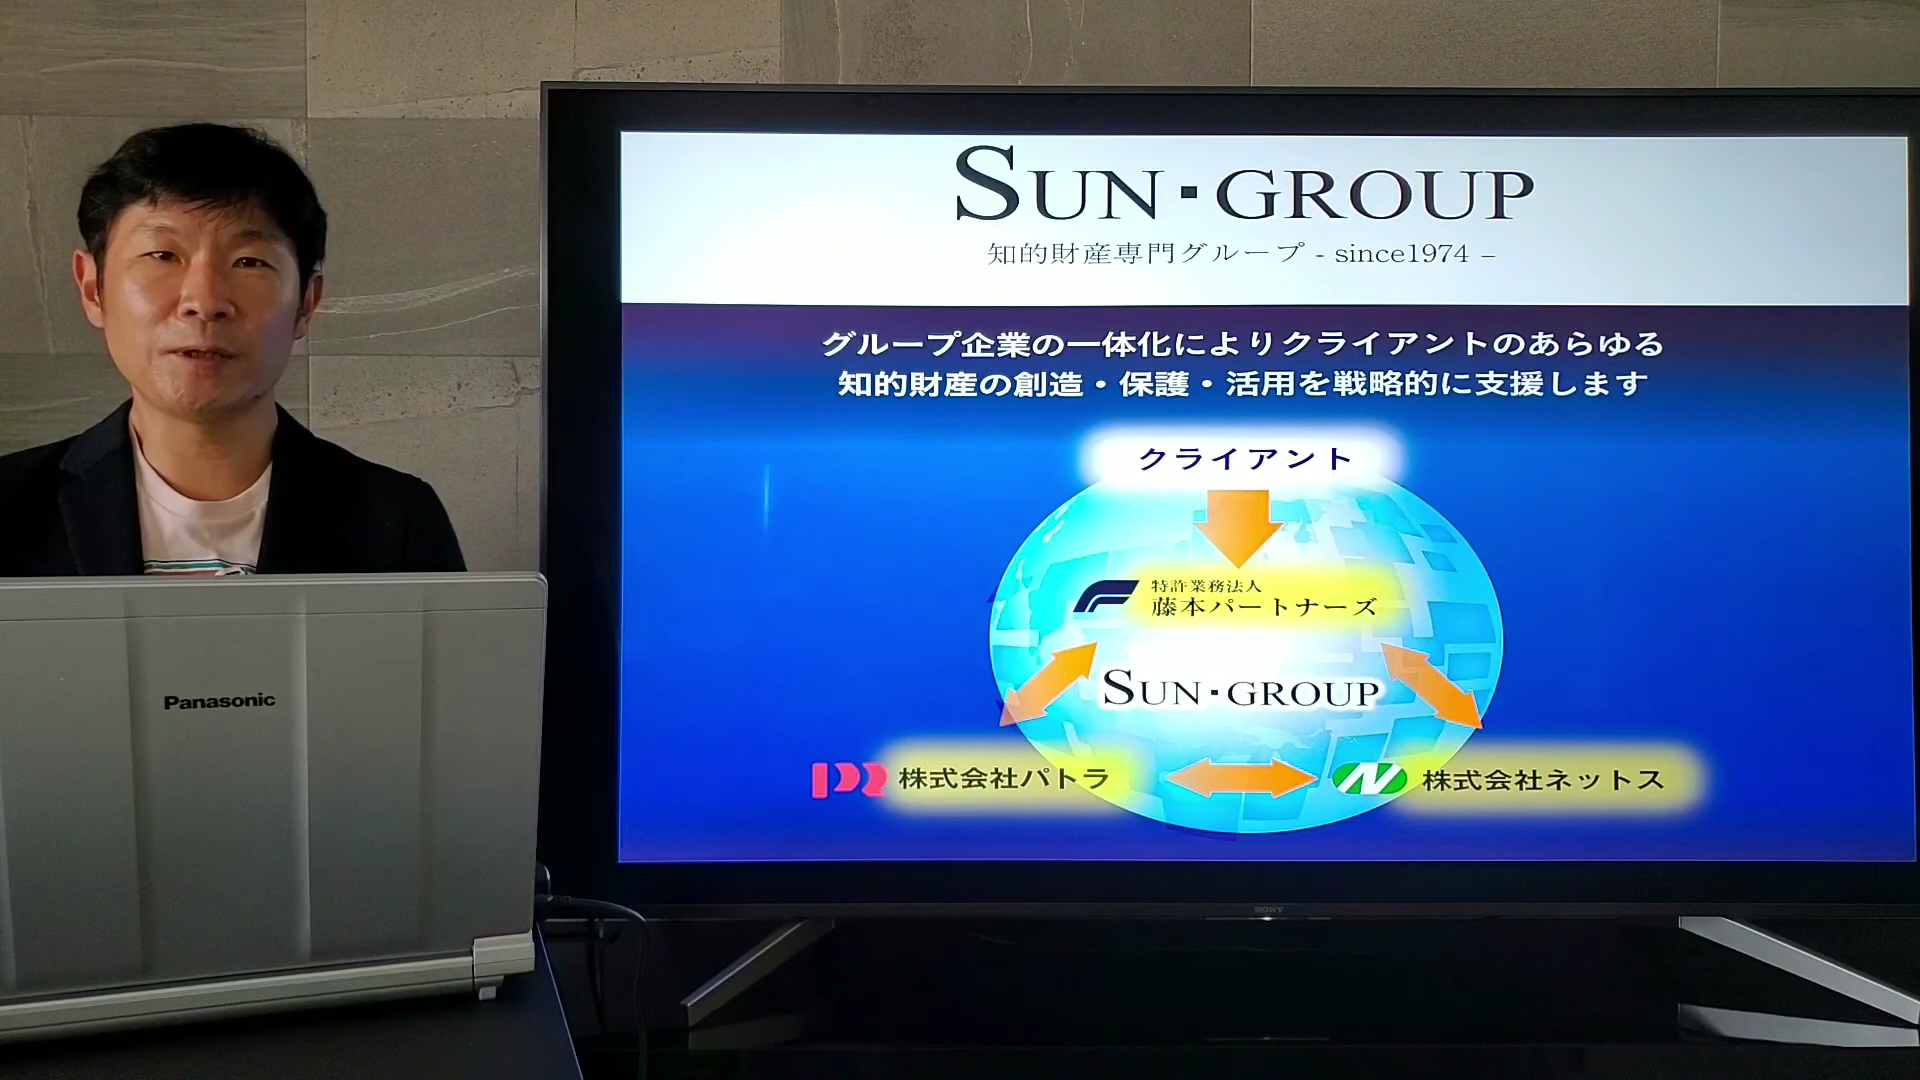 SUN・GROUP
知的財産専門グループ - since1974 –
グループ企業の一体化によりクライアントのあらゆる
知的財産の創造・保護・活用を戦略的に支援します
クライアント
特許業務法人
藤本パートナーズ
SUN・GROUP
株式会社パトラ
株式会社ネットス
Panasonic
SONY